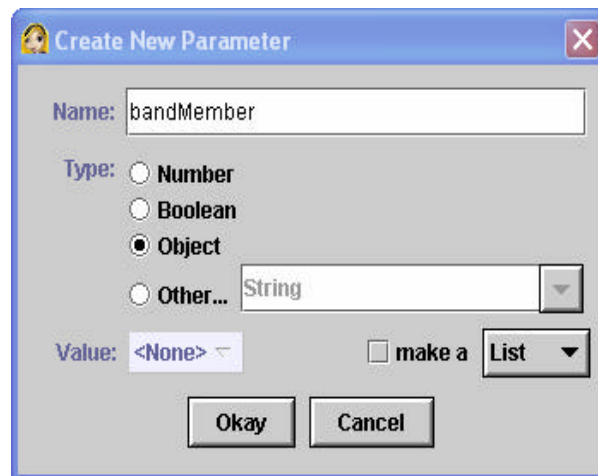 Create New Parameter
Name: bandMember
Type: Number
Boolean
Object
Other... String
Value: <None> make a List
Okay Cancel